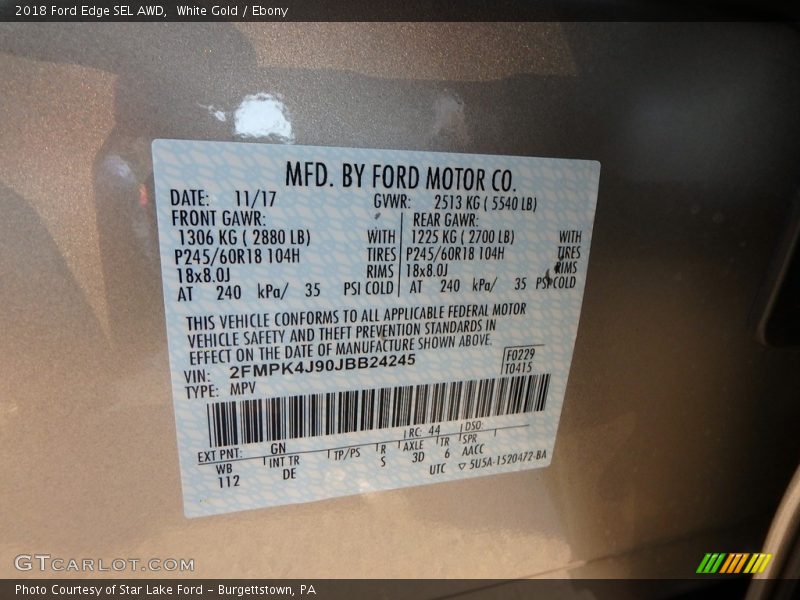 2018 Ford Edge SEL AWD, White Gold / Ebony
MFD. BY FORD MOTOR CO.
DATE: 11/17 GVWR: 2513 KG ( 5540 LB)
FRONT GAWR: REAR GAWR:
1306 KG ( 2880 LB) WITH 1225 KG ( 2700 LB) WITH
P245/60R18 104H TIRES P245/60R18 104H TIRES
18x8.0J RIMS 18x8.0J RIMS
AT 240 kPa/ 35 PSI COLD AT 240 kPa/ 35 PSI COLD
THIS VEHICLE CONFORMS TO ALL APPLICABLE FEDERAL MOTOR
VEHICLE SAFETY AND THEFT PREVENTION STANDARDS IN
EFFECT ON THE DATE OF MANUFACTURE SHOWN ABOVE.
VIN: 2FMPK4J90JBB24245 F0229
TYPE: MPV T0415
EXT PNT: GN RC: 44 DSO:
WB INT TR TP/PS R AXLE TR SPR
112 DE S 3D 6 AACC
UTC ▽ 5U5A-1520472-BA
GTCARLOT.COM
Photo Courtesy of Star Lake Ford - Burgettstown, PA